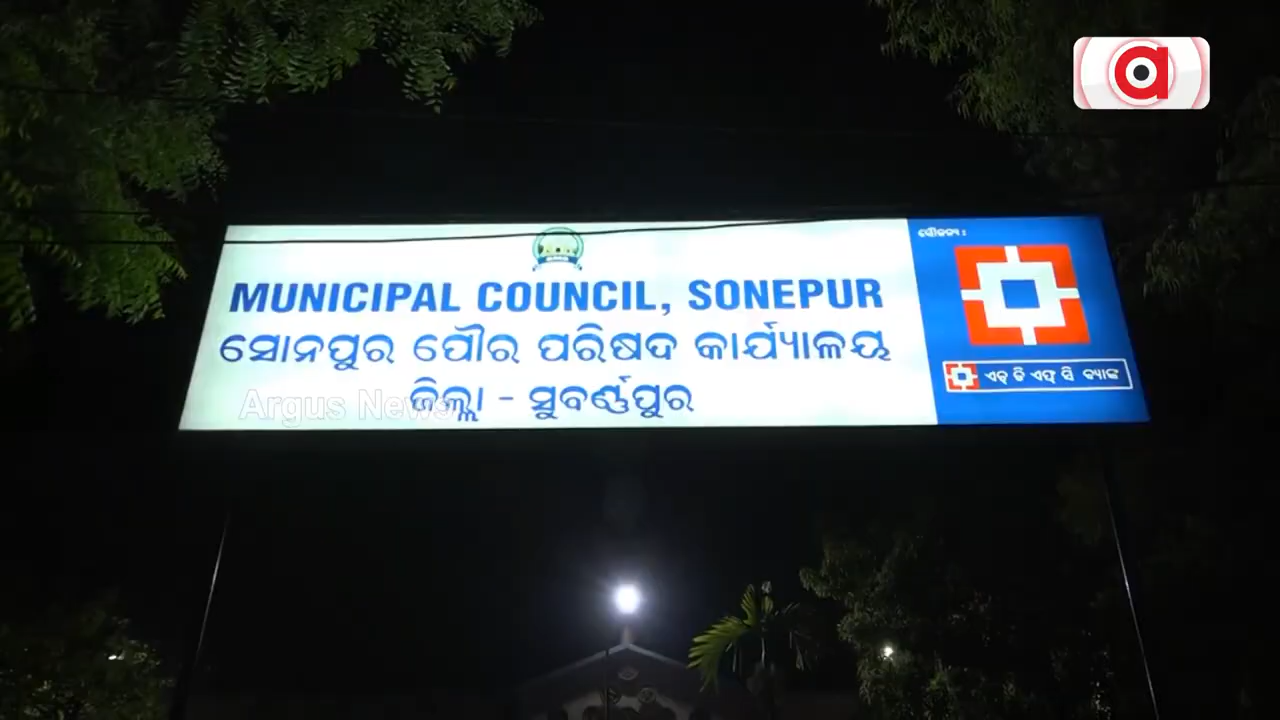 a
ସୌଜନ୍ୟ :
MUNICIPAL COUNCIL, SONEPUR
ସୋନପୁର ପୌର ପରିଷଦ କାର୍ଯ୍ୟାଳୟ
ଜିଲ୍ଲା - ସୁବର୍ଣ୍ଣପୁର
ଏଚ୍ ଡି ଏଫ୍ ସି ବ୍ୟାଙ୍କ
Argus News